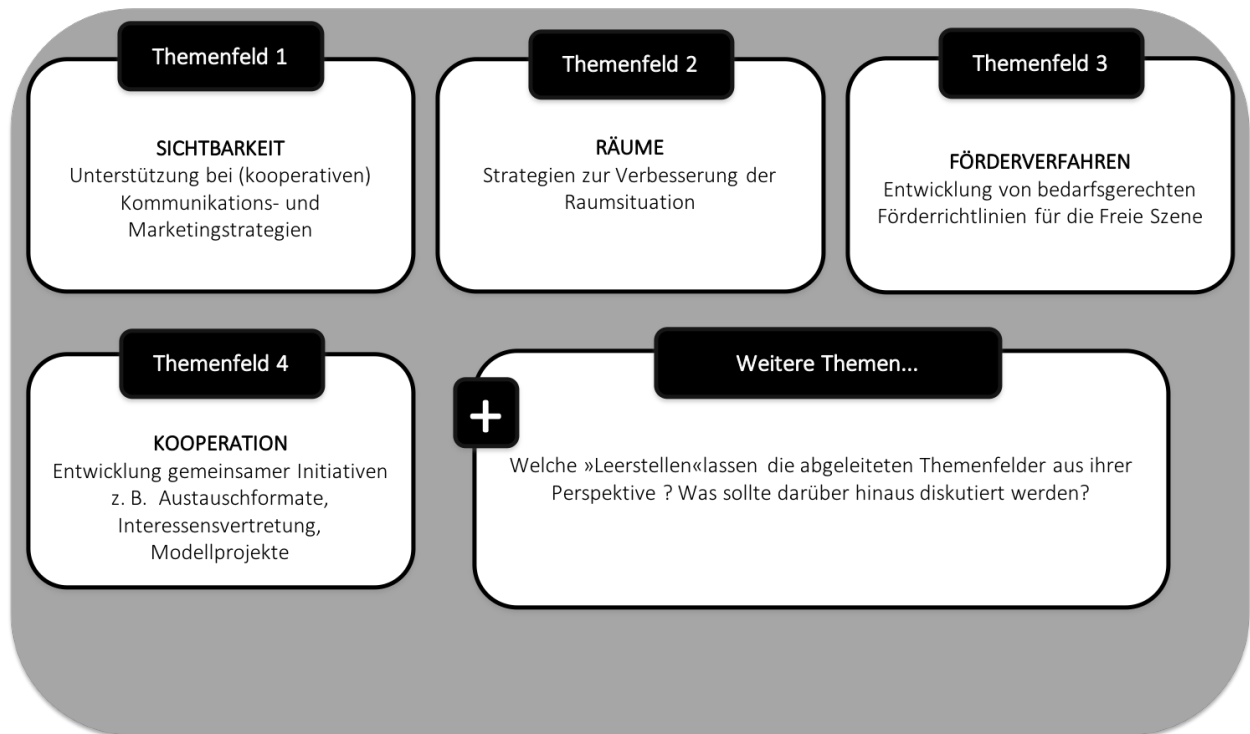 Themenfeld 1
SICHTBARKEIT
Unterstützung bei (kooperativen)
Kommunikations- und
Marketingstrategien
Themenfeld 2
RÄUME
Strategien zur Verbesserung der
Raumsituation
Themenfeld 3
FÖRDERVERFAHREN
Entwicklung von bedarfsgerechten
Förderrichtlinien für die Freie Szene
Themenfeld 4
KOOPERATION
Entwicklung gemeinsamer Initiativen
z. B. Austauschformate,
Interessensvertretung,
Modellprojekte
+
Weitere Themen...
Welche »Leerstellen«lassen die abgeleiteten Themenfelder aus ihrer
Perspektive ? Was sollte darüber hinaus diskutiert werden?